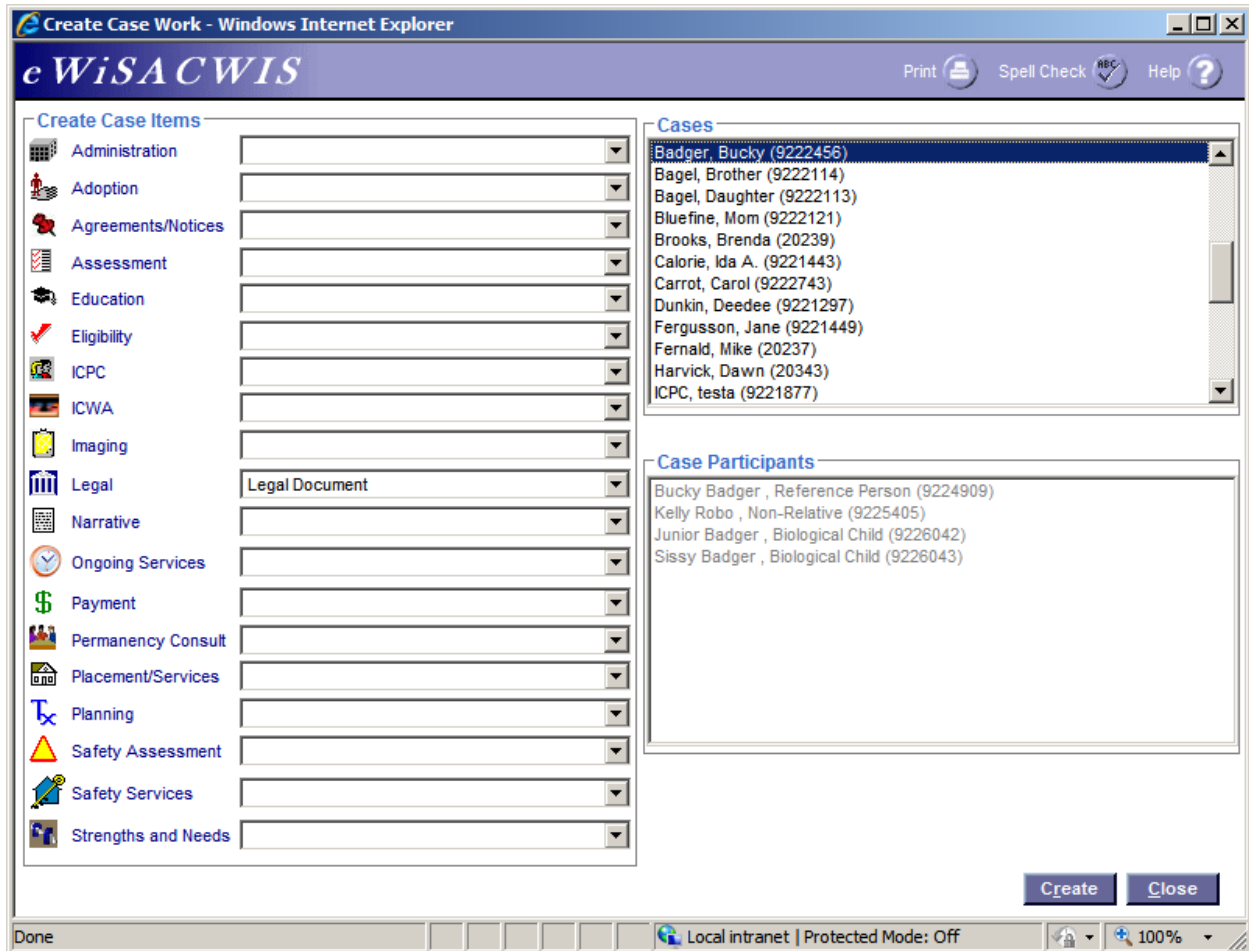 Create Case Work - Windows Internet Explorer
eWiSACWIS
Print
Spell Check
ABC
Help
?
Create Case Items
Administration
Adoption
Agreements/Notices
Assessment
Education
Eligibility
ICPC
ICWA
Imaging
Legal Legal Document
Narrative
Ongoing Services
$ Payment
Permanency Consult
Placement/Services
Tx Planning
Safety Assessment
Safety Services
Strengths and Needs
Cases
Badger, Bucky (9222456)
Bagel, Brother (9222114)
Bagel, Daughter (9222113)
Bluefine, Mom (9222121)
Brooks, Brenda (20239)
Calorie, Ida A. (9221443)
Carrot, Carol (9222743)
Dunkin, Deedee (9221297)
Fergusson, Jane (9221449)
Fernald, Mike (20237)
Harvick, Dawn (20343)
ICPC, testa (9221877)
Case Participants
Bucky Badger , Reference Person (9224909)
Kelly Robo , Non-Relative (9225405)
Junior Badger , Biological Child (9226042)
Sissy Badger , Biological Child (9226043)
Create
Close
Done
Local intranet | Protected Mode: Off
100%